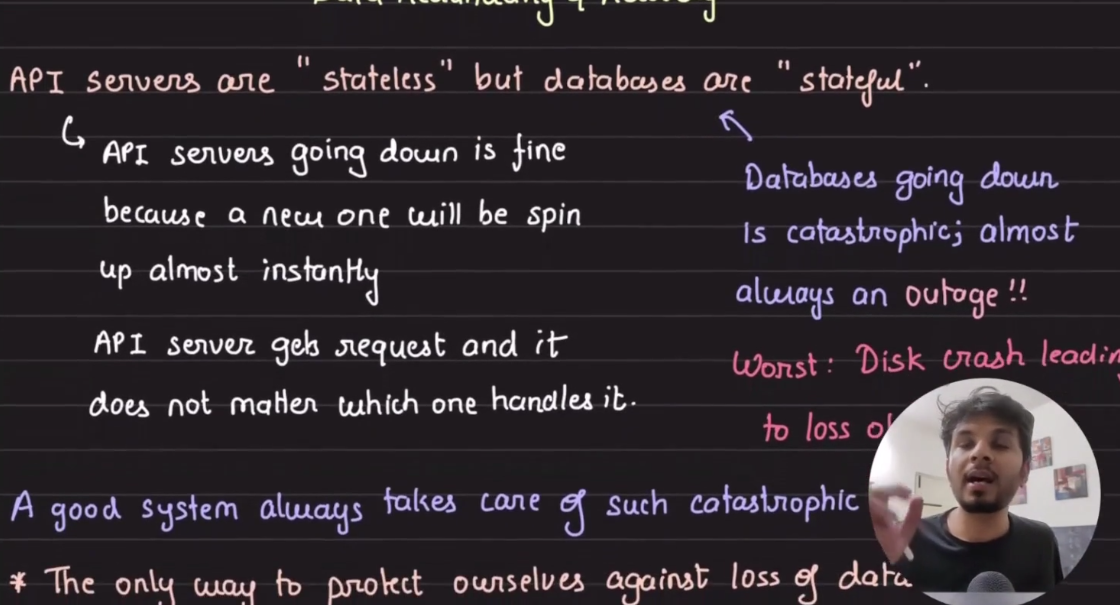 Data Redundancy & Recovery
API servers are "stateless" but databases are "stateful".
API servers going down is fine
because a new one will be spin
up almost instantly
API server gets request and it
does not matter which one handles it.
Databases going down
is catastrophic; almost
always an outage!!
Worst: Disk crash
to loss
A good system always takes care of such catastrophic
* The only way to protect ourselves against loss of data